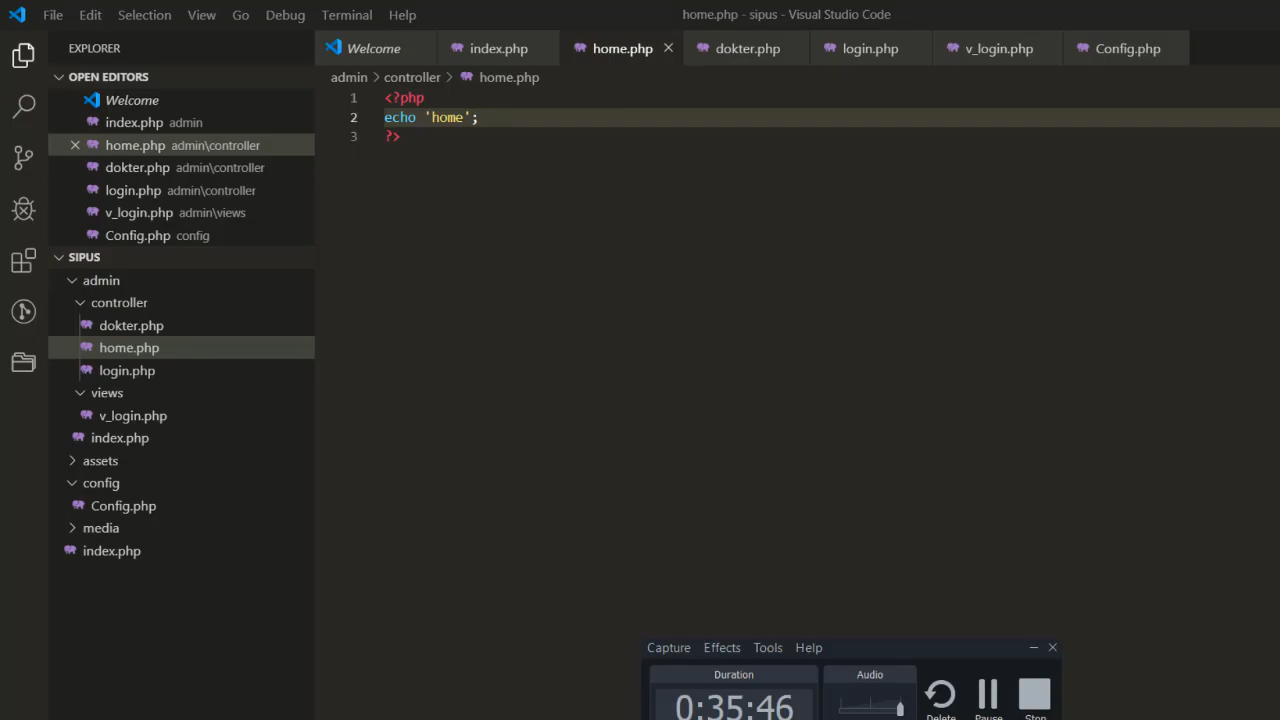 File Edit Selection View Go Debug Terminal Help
home.php - sipus - Visual Studio Code
EXPLORER
OPEN EDITORS
Welcome
index.php admin
home.php admin\controller
dokter.php admin\controller
login.php admin\controller
v_login.php admin\views
Config.php config
SIPUS
admin
controller
dokter.php
home.php
login.php
views
v_login.php
index.php
assets
config
Config.php
media
index.php
Welcome index.php home.php dokter.php login.php v_login.php Config.php
admin > controller > home.php
1 <?php
2 echo 'home';
3 ?>
Capture Effects Tools Help
Duration Audio
0:35:46
Delete Pause Stop